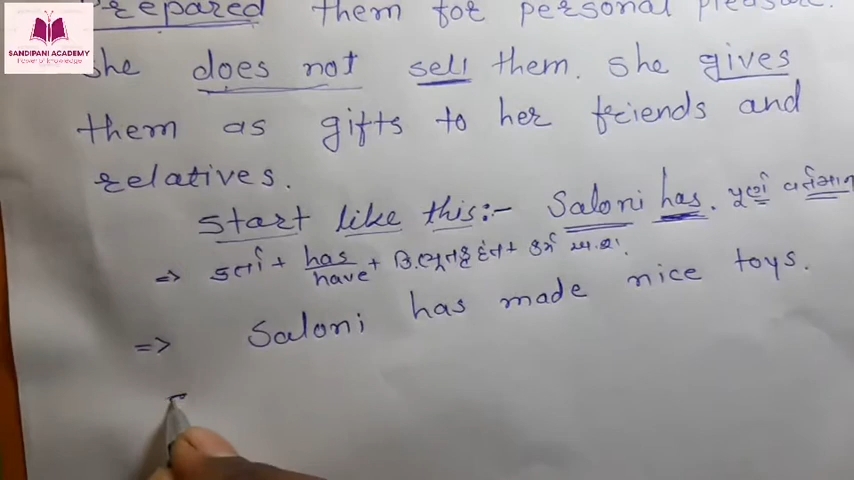 SANDIPANI ACADEMY
Power of knowledge
Prepared them for personal pleasure.
She does not sell them. She gives
them as gifts to her friends and
relatives.
Start like this:- Saloni has. પૂર્ણ વર્તમાન
⇒ કર્તા + has/have + વિ.ભૂતકૃદંત + કર્મ અ.શ.
⇒ Saloni has made nice toys.